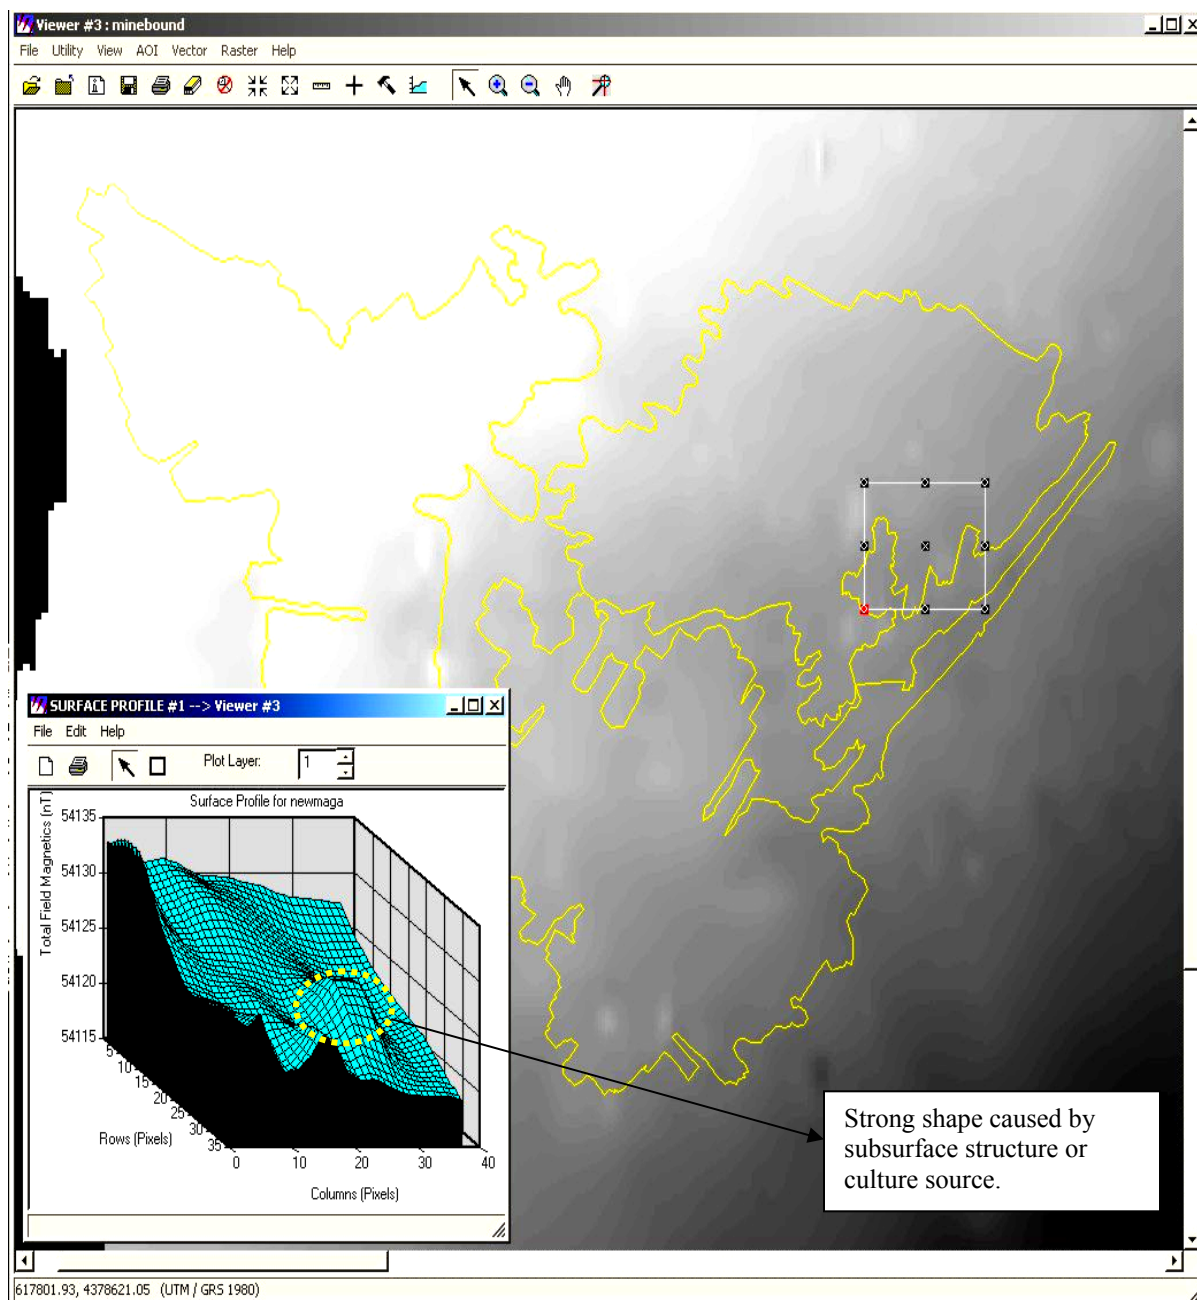 Viewer #3 : minebound
File Utility View AOI Vector Raster Help
SURFACE PROFILE #1 --> Viewer #3
File Edit Help
Plot Layer: 1
Surface Profile for newmaga
Total Field Magnetics (nT)
54135
54130
54125
54120
54115
5
10
15
20
25
30
35
Rows (Pixels)
0 10 20 30 40
Columns (Pixels)
Strong shape caused by
subsurface structure or
culture source.
617801.93, 4378621.05 (UTM / GRS 1980)